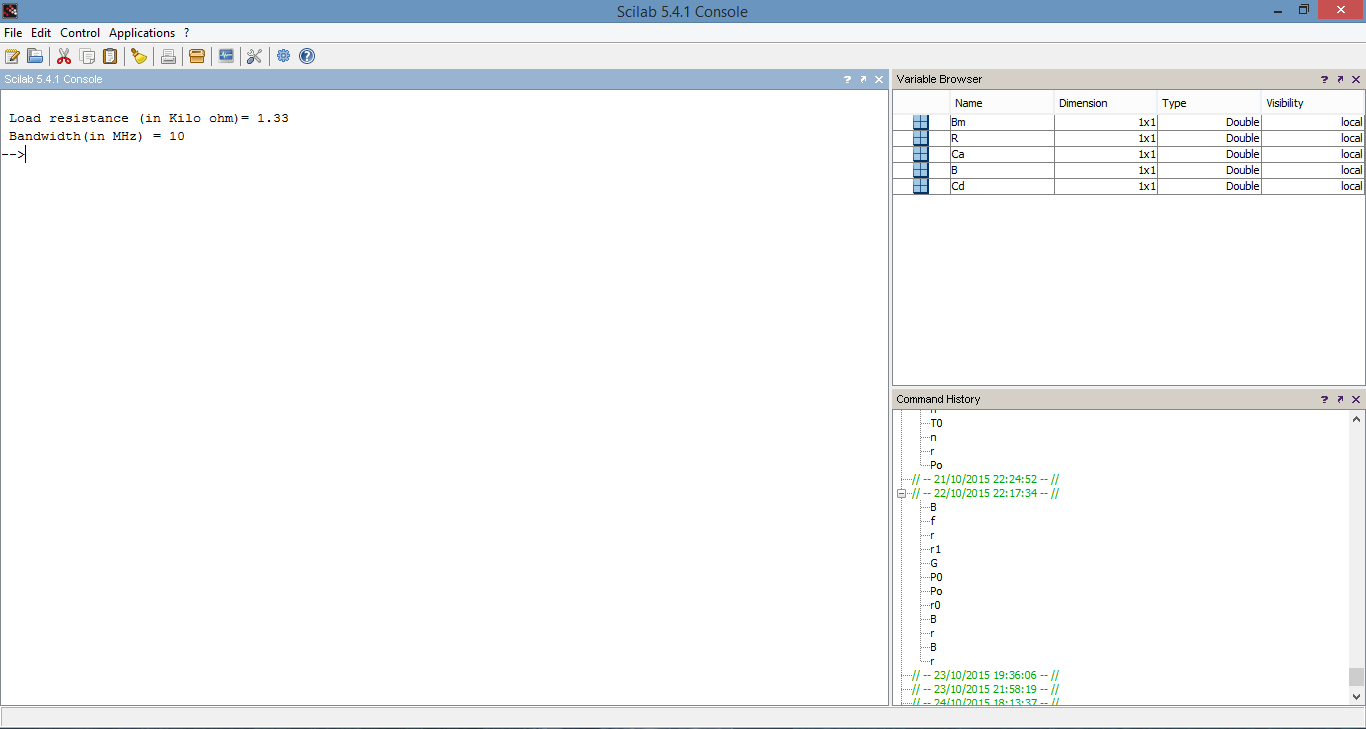 Scilab 5.4.1 Console
File Edit Control Applications ?
Scilab 5.4.1 Console
Load resistance (in Kilo ohm)= 1.33
Bandwidth(in MHz) = 10
-->
Variable Browser
Name Dimension Type Visibility
Bm 1x1 Double local
R 1x1 Double local
Ca 1x1 Double local
B 1x1 Double local
Cd 1x1 Double local
Command History
T0
n
r
Po
// -- 21/10/2015 22:24:52 -- //
// -- 22/10/2015 22:17:34 -- //
B
f
r
r1
G
P0
Po
r0
B
r
B
r
// -- 23/10/2015 19:36:06 -- //
// -- 23/10/2015 21:58:19 -- //
// -- 24/10/2015 18:13:37 -- //